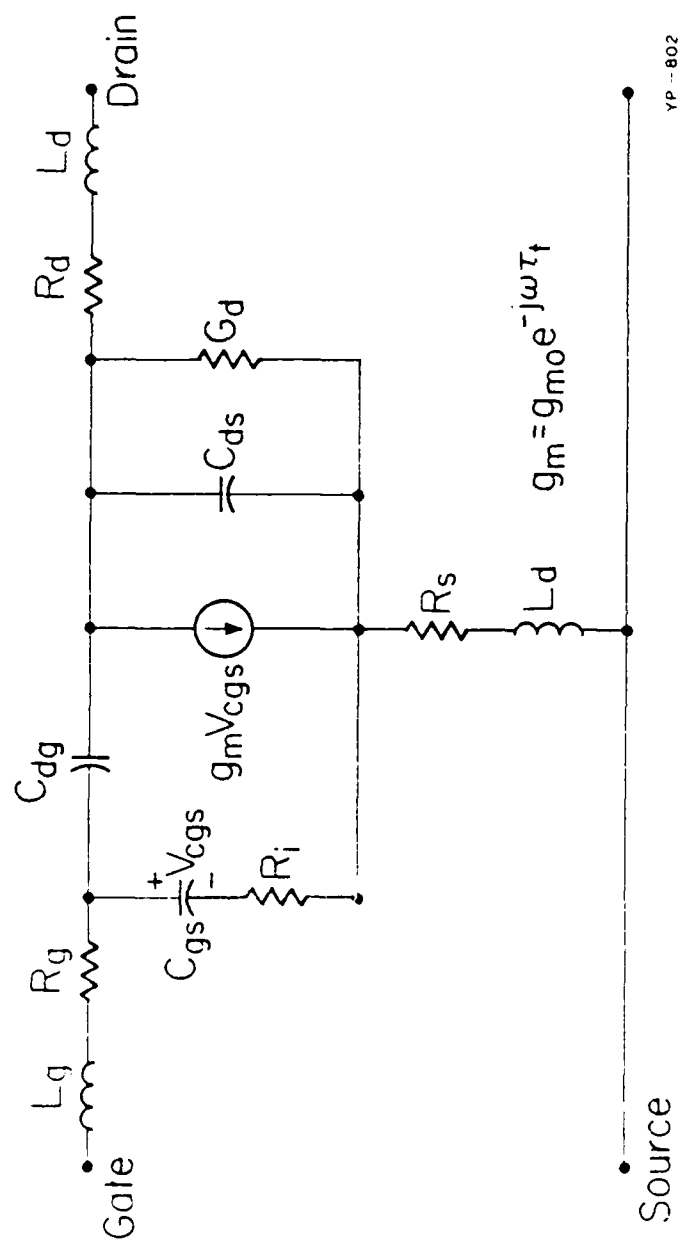 Gate
Lg
Rg
Cgs
+
Vcgs
−
Ri
Cdg
gmVcgs
Cds
Gd
Rd
Ld
Drain
Rs
Ld
gm = gmoe^-jωτt
Source
YP--802